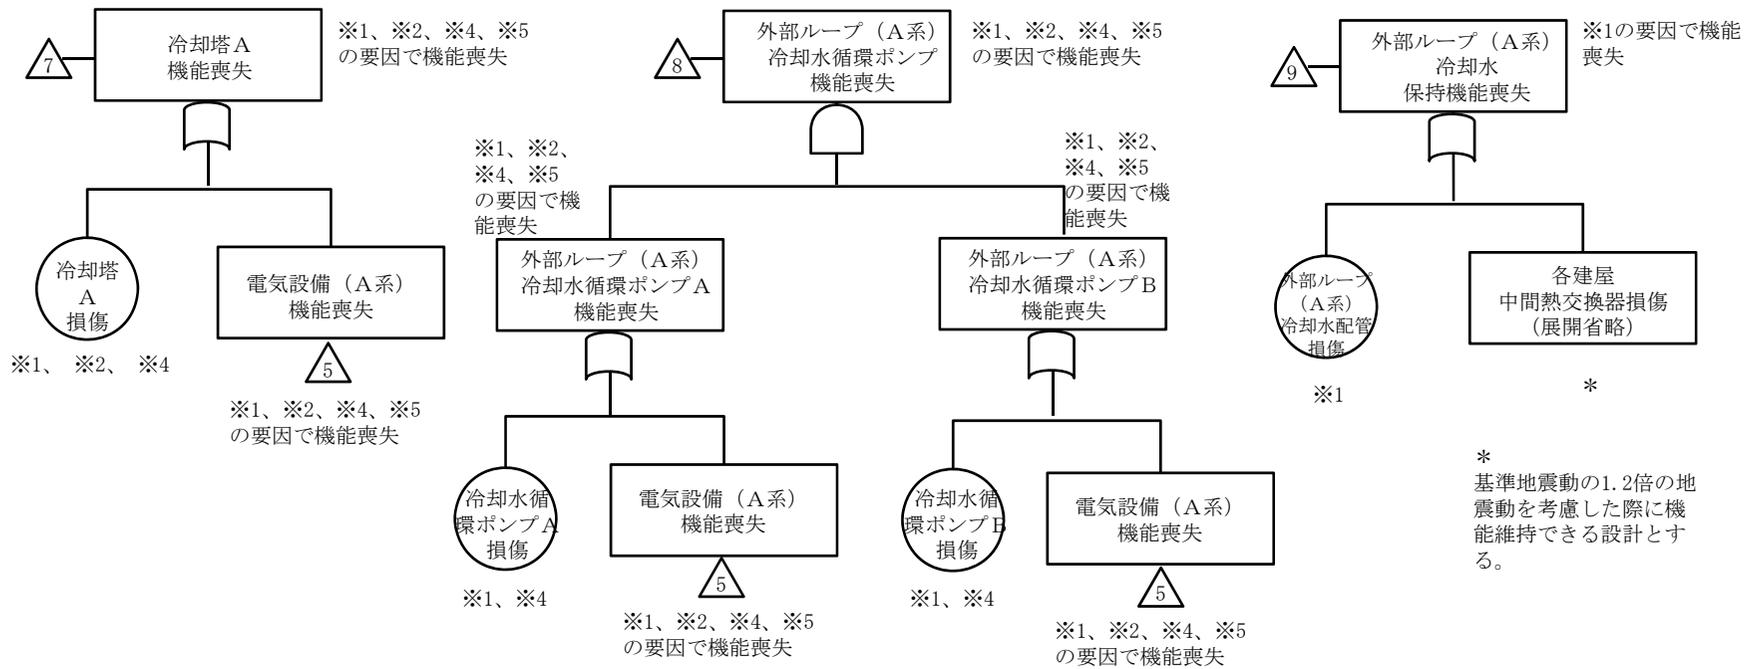 7
冷却塔A
機能喪失
※1、※2、※4、※5
の要因で機能喪失
冷却塔
A
損傷
※1、 ※2、 ※4
電気設備（A系）
機能喪失
5
※1、※2、※4、※5
の要因で機能喪失
8
外部ループ（A系）
冷却水循環ポンプ
機能喪失
※1、※2、※4、※5
の要因で機能喪失
※1、※2、
※4、※5
の要因で機
能喪失
外部ループ（A系）
冷却水循環ポンプA
機能喪失
冷却水循
環ポンプA
損傷
※1、※4
電気設備（A系）
機能喪失
5
※1、※2、※4、※5
の要因で機能喪失
※1、※2、
※4、※5
の要因で機
能喪失
外部ループ（A系）
冷却水循環ポンプB
機能喪失
冷却水循
環ポンプB
損傷
※1、※4
電気設備（A系）
機能喪失
5
※1、※2、※4、※5
の要因で機能喪失
9
外部ループ（A系）
冷却水
保持機能喪失
※1の要因で機能
喪失
外部ループ
（A系）
冷却水配管
損傷
※1
各建屋
中間熱交換器損傷
（展開省略）
*
*
基準地震動の1.2倍の地
震動を考慮した際に機
能維持できる設計とす
る。